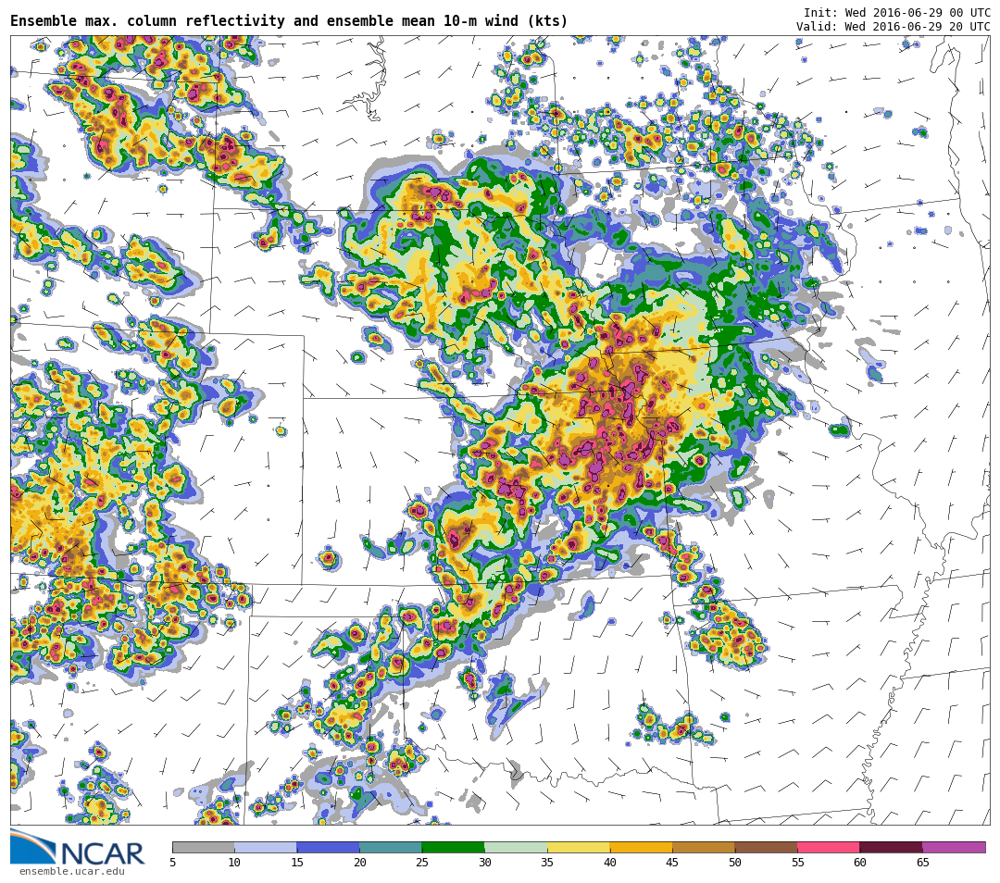 Ensemble max. column reflectivity and ensemble mean 10-m wind (kts)
Init: Wed 2016-06-29 00 UTC
Valid: Wed 2016-06-29 20 UTC
NCAR
ensemble.ucar.edu
5 10 15 20 25 30 35 40 45 50 55 60 65